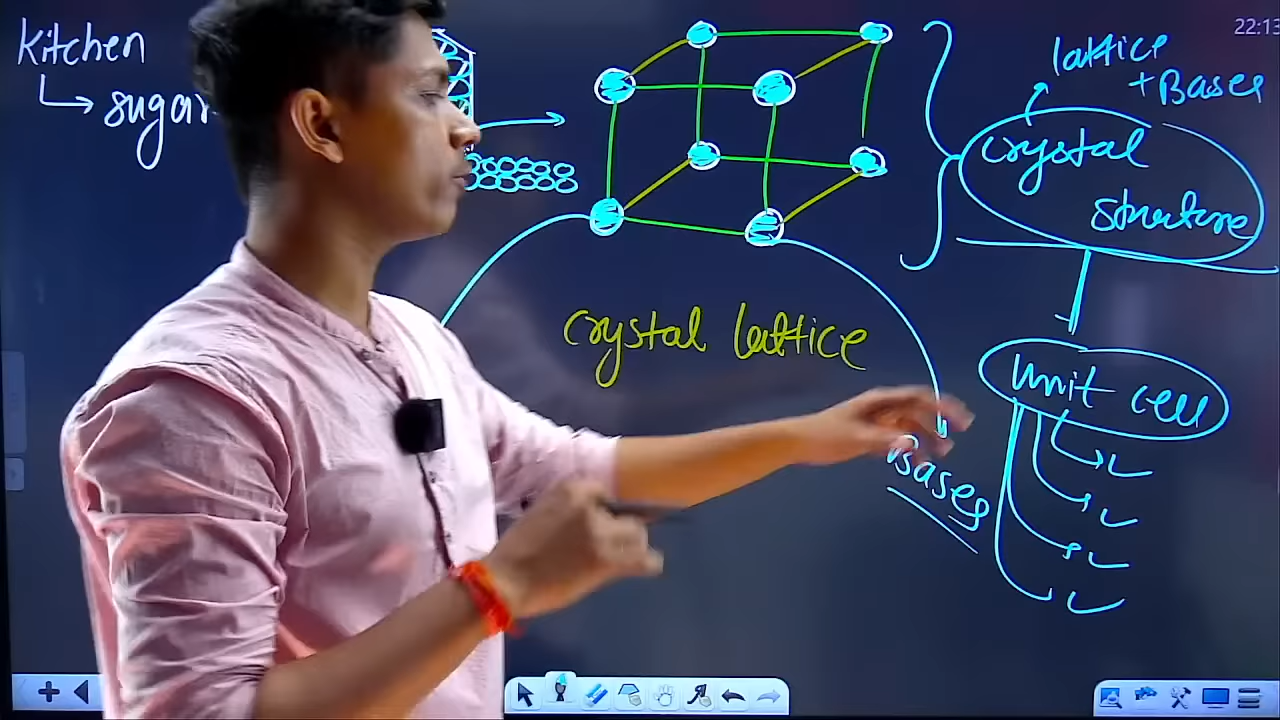 Kitchen
sugar
22:13
lattice
+ Bases
crystal
structure
crystal lattice
unit cell
Bases